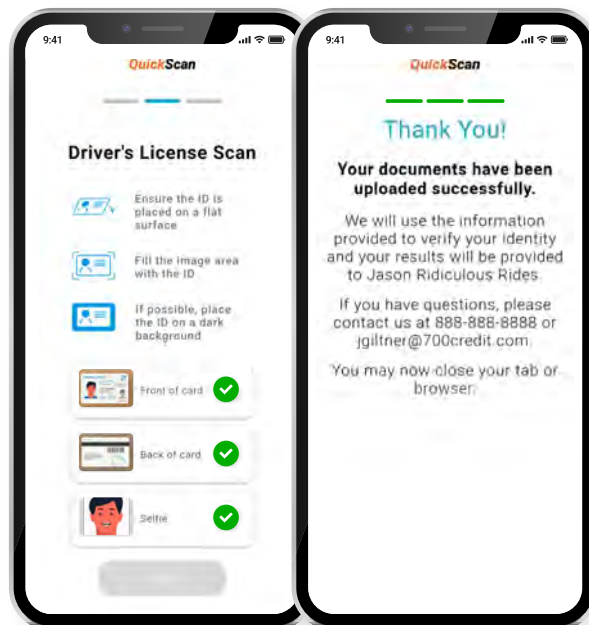 9:41
QuickScan
Driver's License Scan
Ensure the ID is
placed on a flat
surface
Fill the image area
with the ID
If possible, place
the ID on a dark
background
Front of card
Back of card
Selfie
9:41
QuickScan
Thank You!
Your documents have been
uploaded successfully.
We will use the information
provided to verify your identity
and your results will be provided
to Jason Ridiculous Rides
If you have questions, please
contact us at 888-888-8888 or
jgiltner@700credit.com
You may now close your tab or
browser.